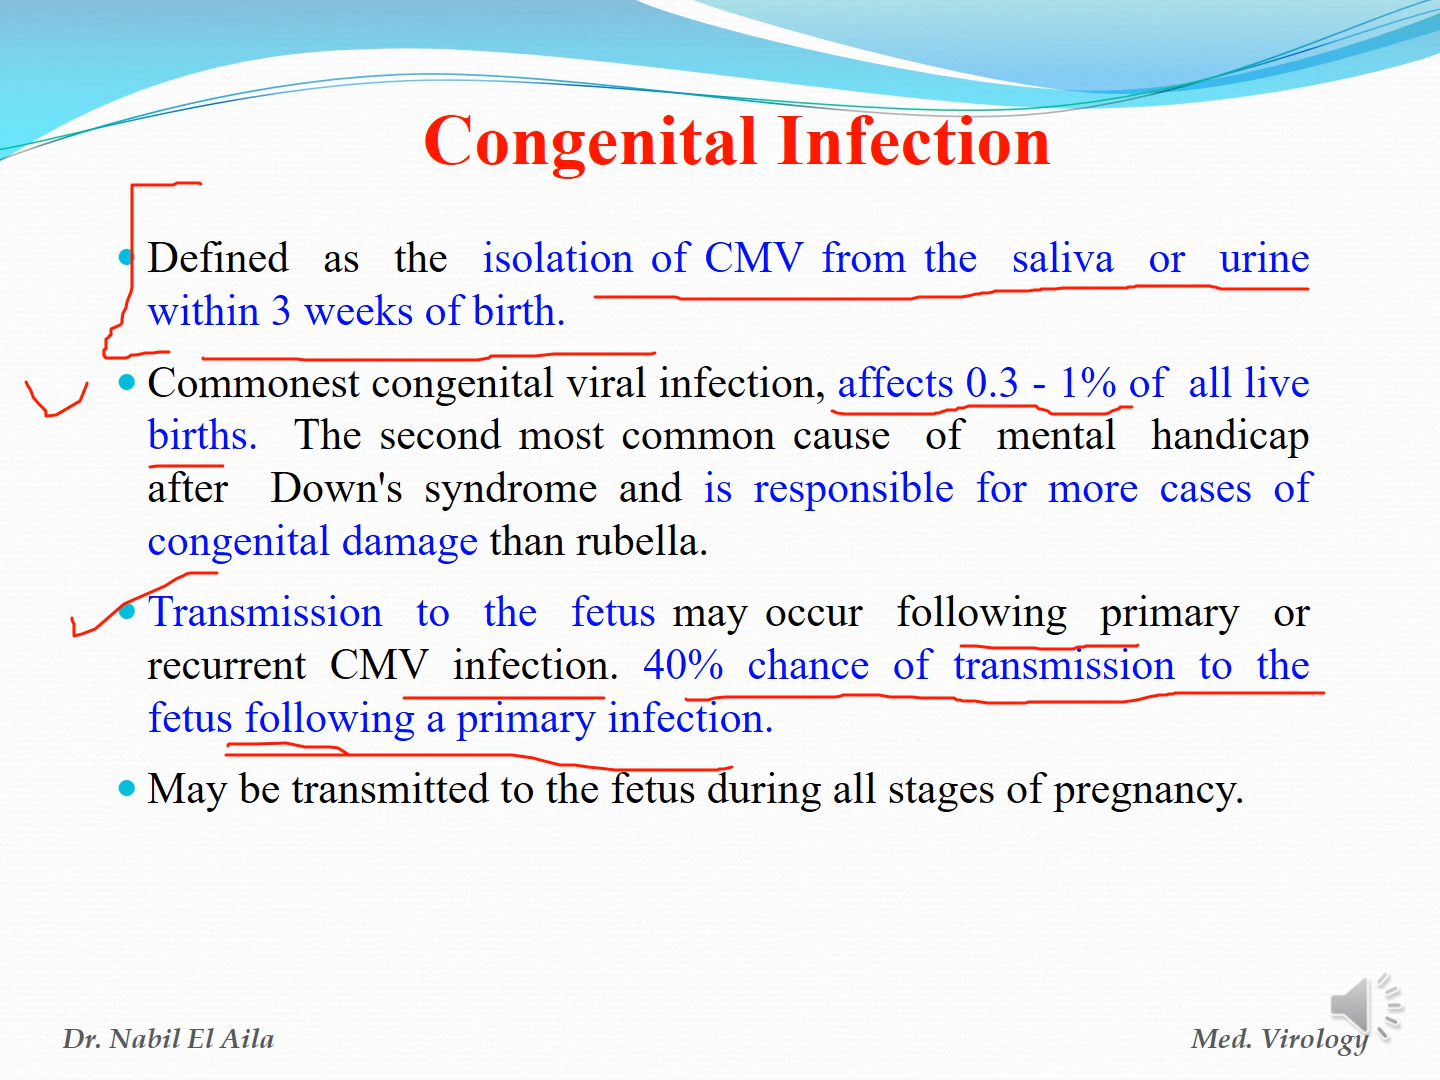 Congenital Infection
• Defined as the isolation of CMV from the saliva or urine
within 3 weeks of birth.
• Commonest congenital viral infection, affects 0.3 - 1% of all live
births. The second most common cause of mental handicap
after Down's syndrome and is responsible for more cases of
congenital damage than rubella.
• Transmission to the fetus may occur following primary or
recurrent CMV infection. 40% chance of transmission to the
fetus following a primary infection.
• May be transmitted to the fetus during all stages of pregnancy.
Dr. Nabil El Aila
Med. Virology